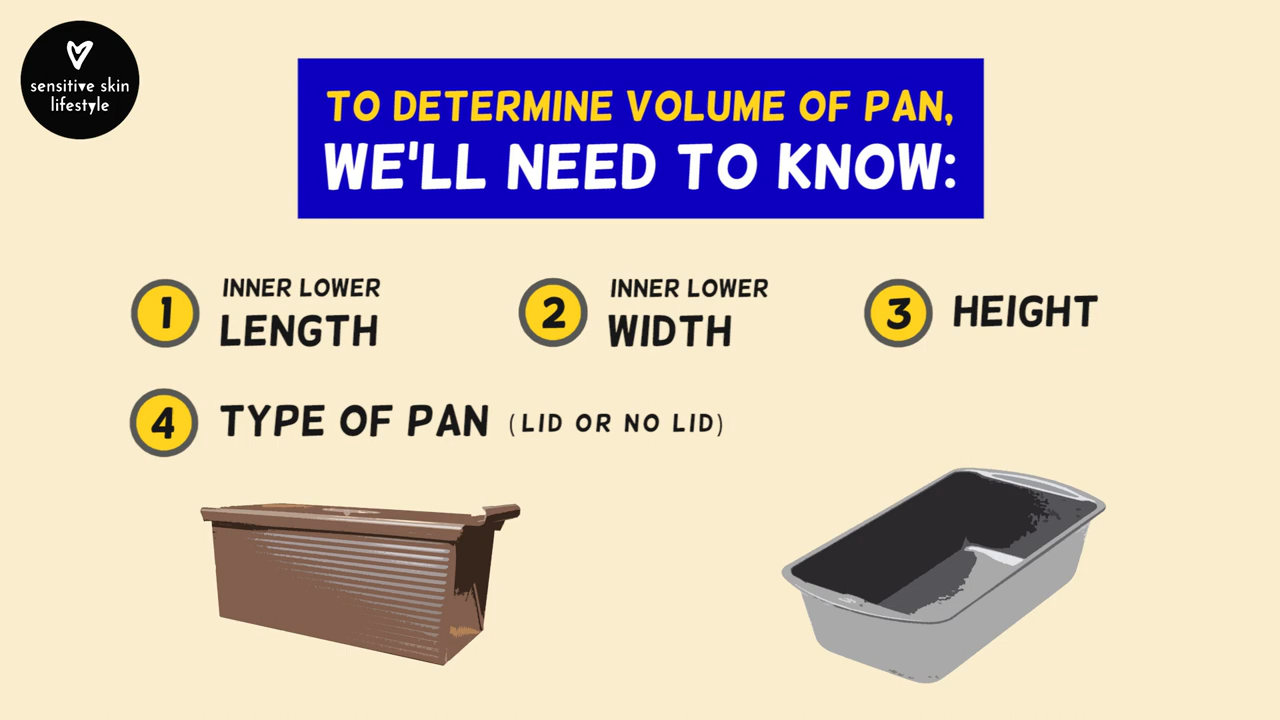 sensitive skin
lifestyle
TO DETERMINE VOLUME OF PAN,
WE'LL NEED TO KNOW:
1 INNER LOWER
LENGTH
2 INNER LOWER
WIDTH
3 HEIGHT
4 TYPE OF PAN (LID OR NO LID)